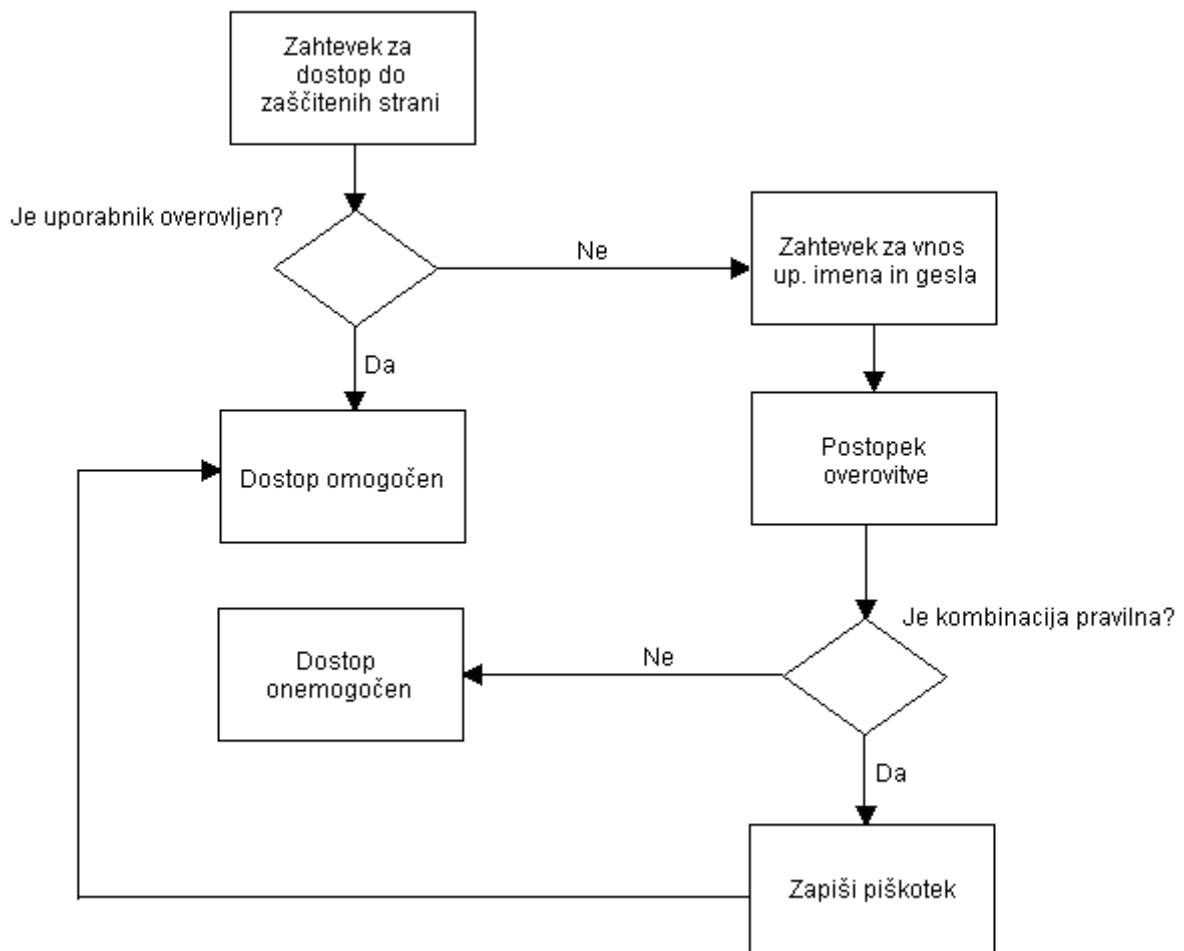 Zahtevek za
dostop do
zaščitenih strani
Je uporabnik overovljen?
Ne
Zahtevek za vnos
up. imena in gesla
Da
Dostop omogočen
Postopek
overovitve
Je kombinacija pravilna?
Ne
Dostop
onemogočen
Da
Zapiši piškotek